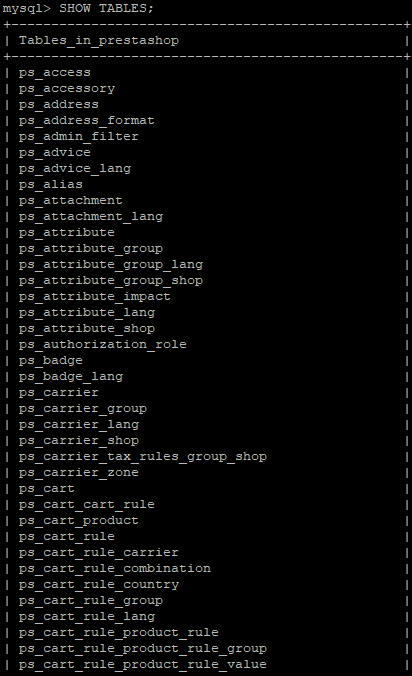 mysql> SHOW TABLES;
+-------------------------------------------------+
| Tables_in_prestashop |
+-------------------------------------------------+
| ps_access |
| ps_accessory |
| ps_address |
| ps_address_format |
| ps_admin_filter |
| ps_advice |
| ps_advice_lang |
| ps_alias |
| ps_attachment |
| ps_attachment_lang |
| ps_attribute |
| ps_attribute_group |
| ps_attribute_group_lang |
| ps_attribute_group_shop |
| ps_attribute_impact |
| ps_attribute_lang |
| ps_attribute_shop |
| ps_authorization_role |
| ps_badge |
| ps_badge_lang |
| ps_carrier |
| ps_carrier_group |
| ps_carrier_lang |
| ps_carrier_shop |
| ps_carrier_tax_rules_group_shop |
| ps_carrier_zone |
| ps_cart |
| ps_cart_cart_rule |
| ps_cart_product |
| ps_cart_rule |
| ps_cart_rule_carrier |
| ps_cart_rule_combination |
| ps_cart_rule_country |
| ps_cart_rule_group |
| ps_cart_rule_lang |
| ps_cart_rule_product_rule |
| ps_cart_rule_product_rule_group |
| ps_cart_rule_product_rule_value |